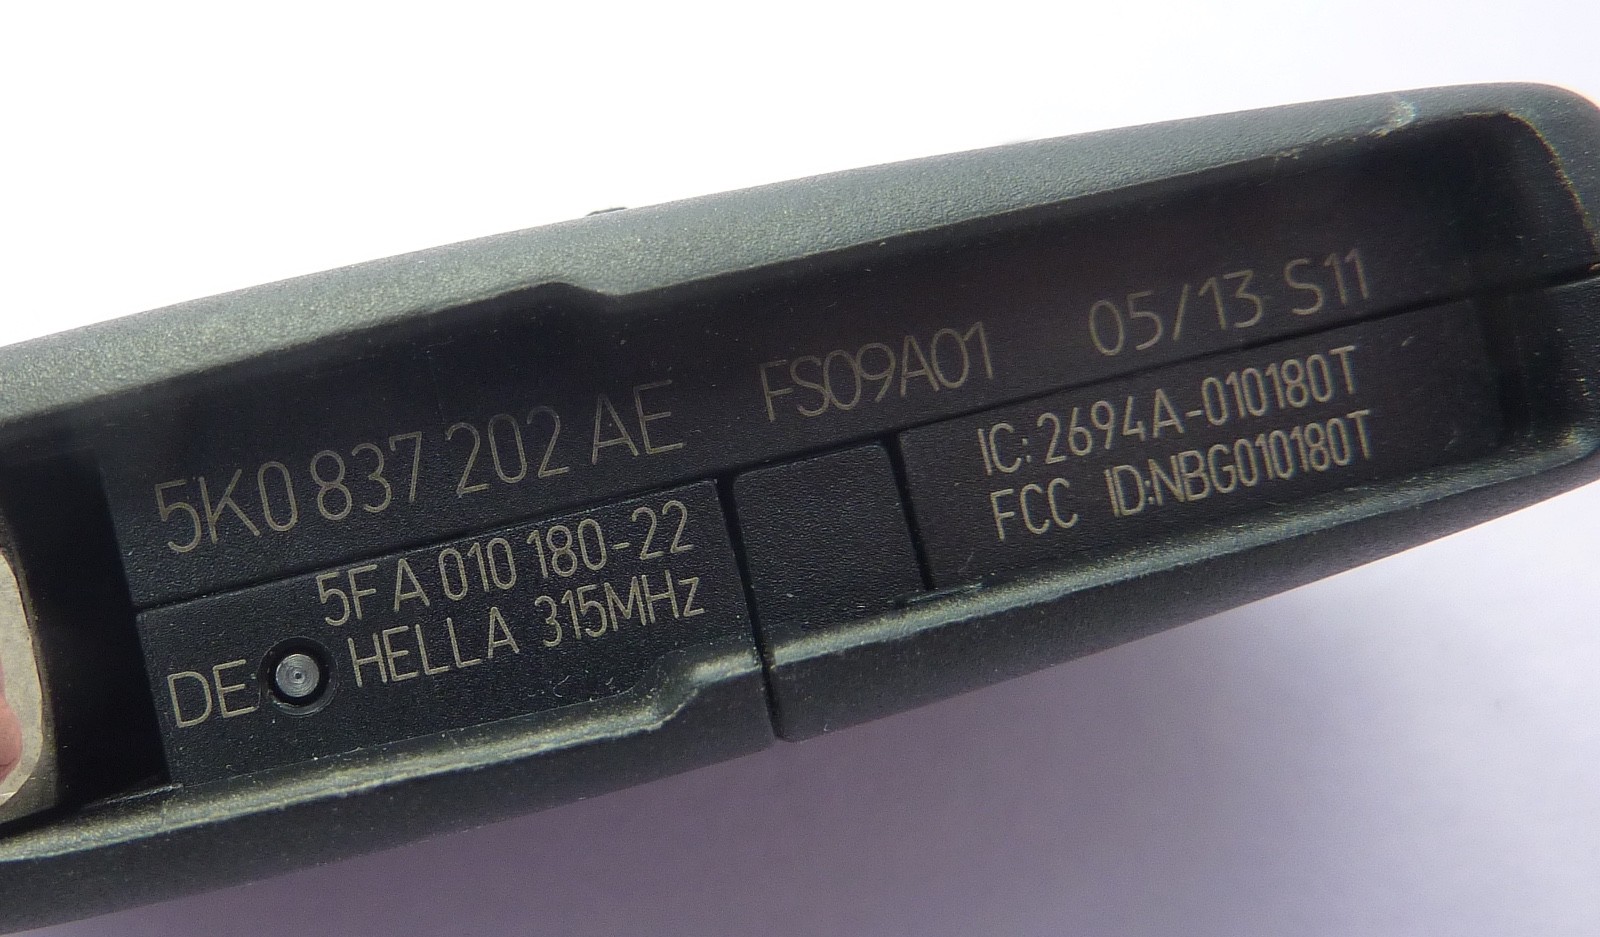 5K0 837 202 AE FS09A01 05/13 S11
5FA 010 180-22
HELLA 315MHz
DE
IC: 2694A-010180T
FCC ID:NBG010180T